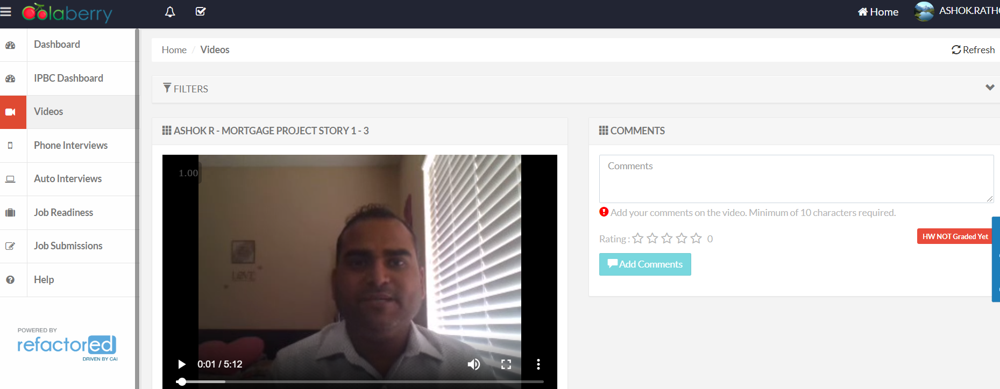 Colaberry
Home
ASHOK.RATH
Dashboard
IPBC Dashboard
Videos
Phone Interviews
Auto Interviews
Job Readiness
Job Submissions
Help
POWERED BY
refactored
DRIVEN BY CAI
Home / Videos
Refresh
FILTERS
ASHOK R - MORTGAGE PROJECT STORY 1 - 3
1.00
LOVE
0:01 / 5:12
COMMENTS
Comments
Add your comments on the video. Minimum of 10 characters required.
Rating : 0
HW NOT Graded Yet
Add Comments